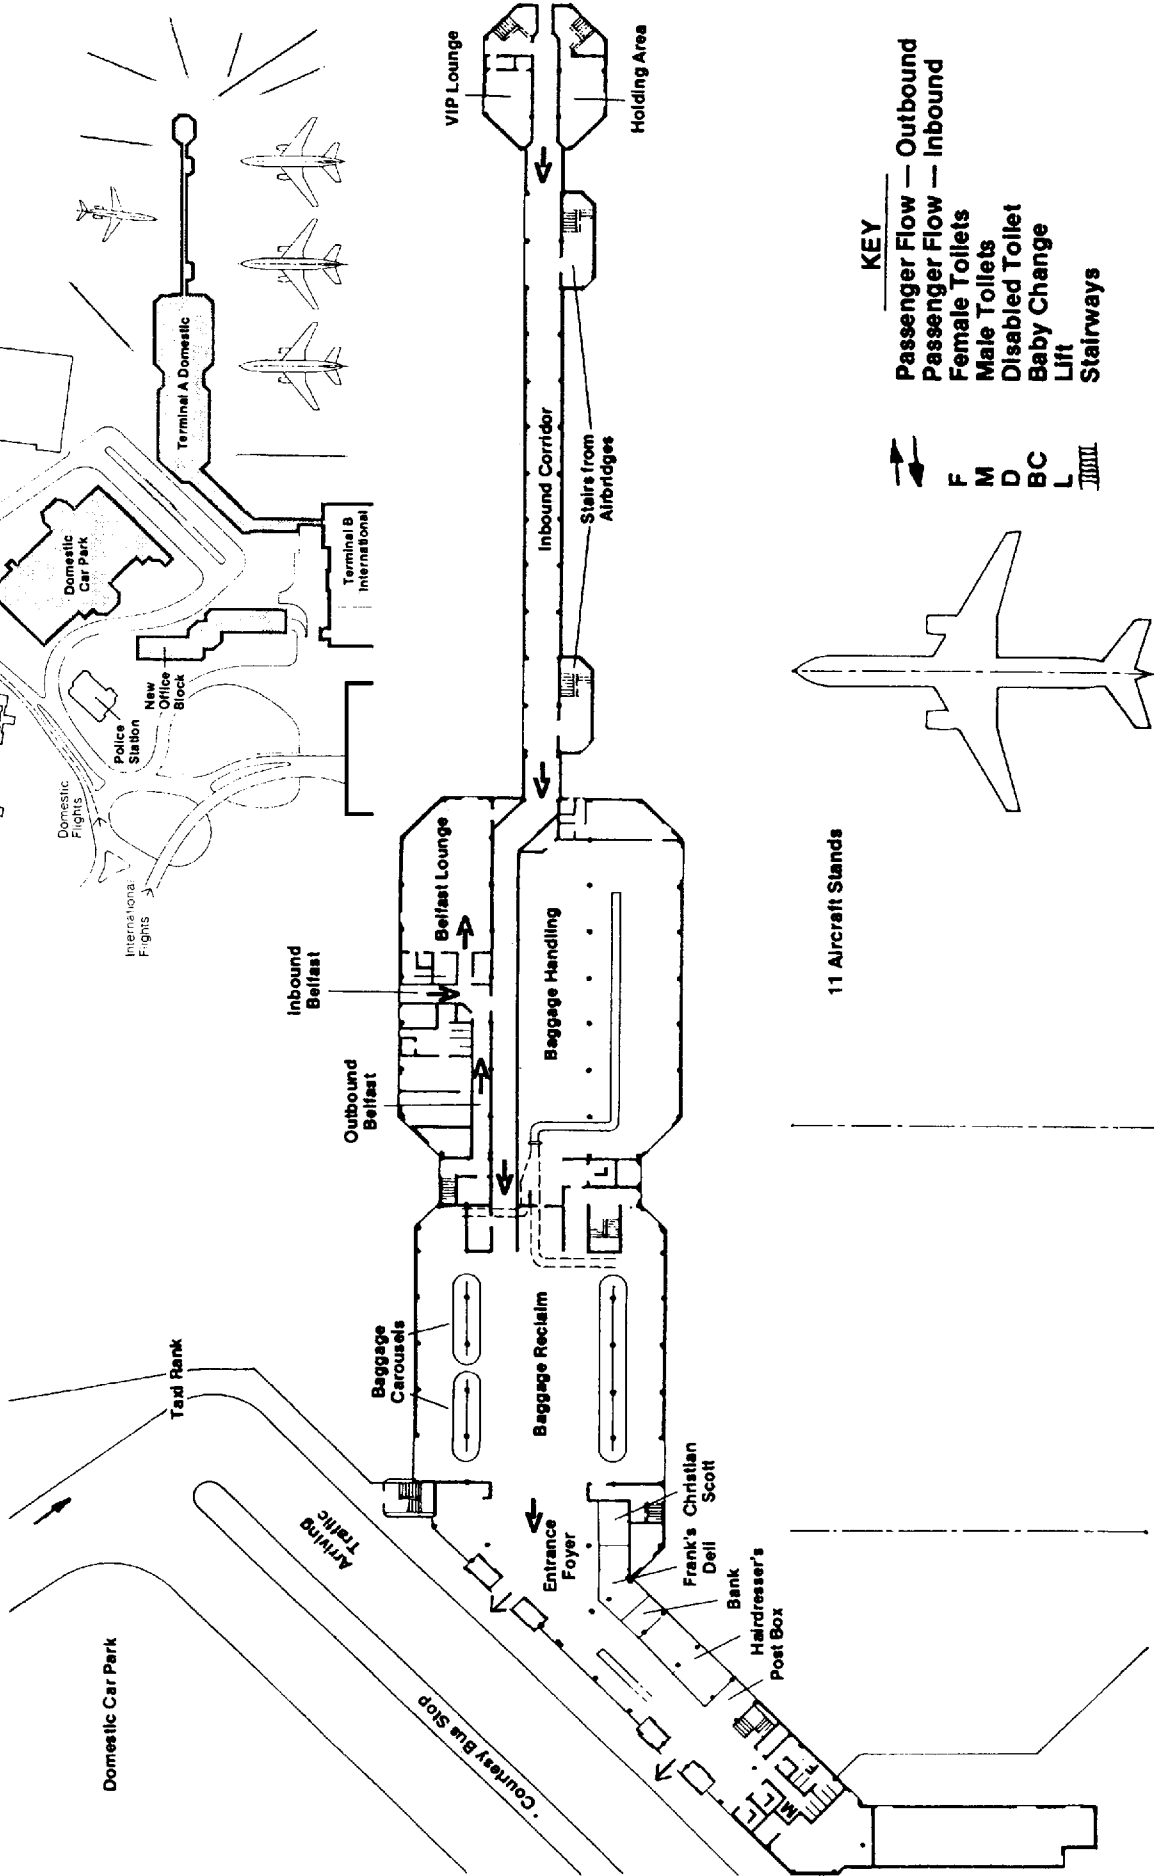 Domestic
Car Park
Terminal A Domestic
Terminal B
International
New
Office
Block
Police
Station
Domestic
Flights
International
Flights
VIP Lounge
Holding Area
Inbound Corridor
Stairs from
Airbridges
KEY
Passenger Flow — Outbound
Passenger Flow — Inbound
F Female Toilets
M Male Toilets
D Disabled Toilet
BC Baby Change
L Lift
Stairways
Belfast Lounge
Inbound
Belfast
Outbound
Belfast
Baggage Handling
11 Aircraft Stands
L
Baggage
Carousels
Baggage Reclaim
Taxi Rank
Arriving
Traffic
Entrance
Foyer
Christian
Scott
Frank's
Deli
Bank
Hairdresser's
Post Box
Domestic Car Park
Courtesy Bus Stop
F
L
L
M